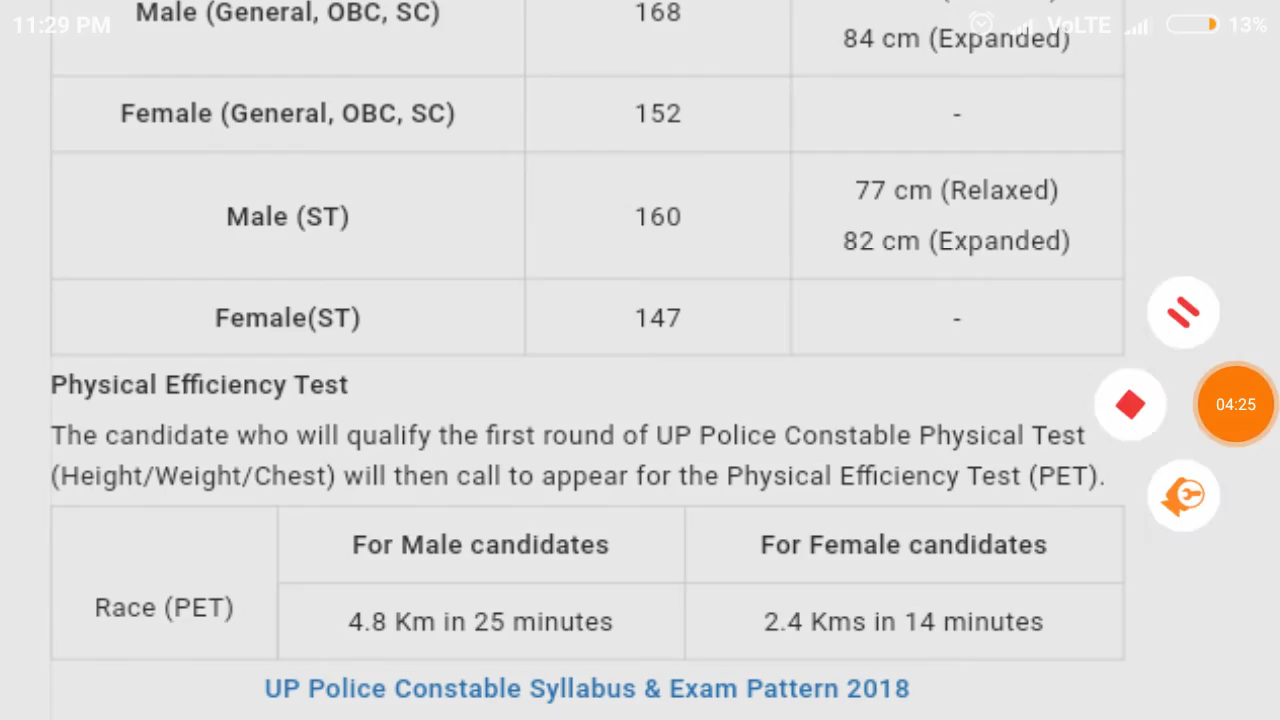 Male (General, OBC, SC) 168
11:29 PM VoLTE 13%
84 cm (Expanded)
Female (General, OBC, SC) 152 -
77 cm (Relaxed)
Male (ST) 160
82 cm (Expanded)
Female(ST) 147 -
Physical Efficiency Test
04:25
The candidate who will qualify the first round of UP Police Constable Physical Test
(Height/Weight/Chest) will then call to appear for the Physical Efficiency Test (PET).
For Male candidates For Female candidates
Race (PET)
4.8 Km in 25 minutes 2.4 Kms in 14 minutes
UP Police Constable Syllabus & Exam Pattern 2018